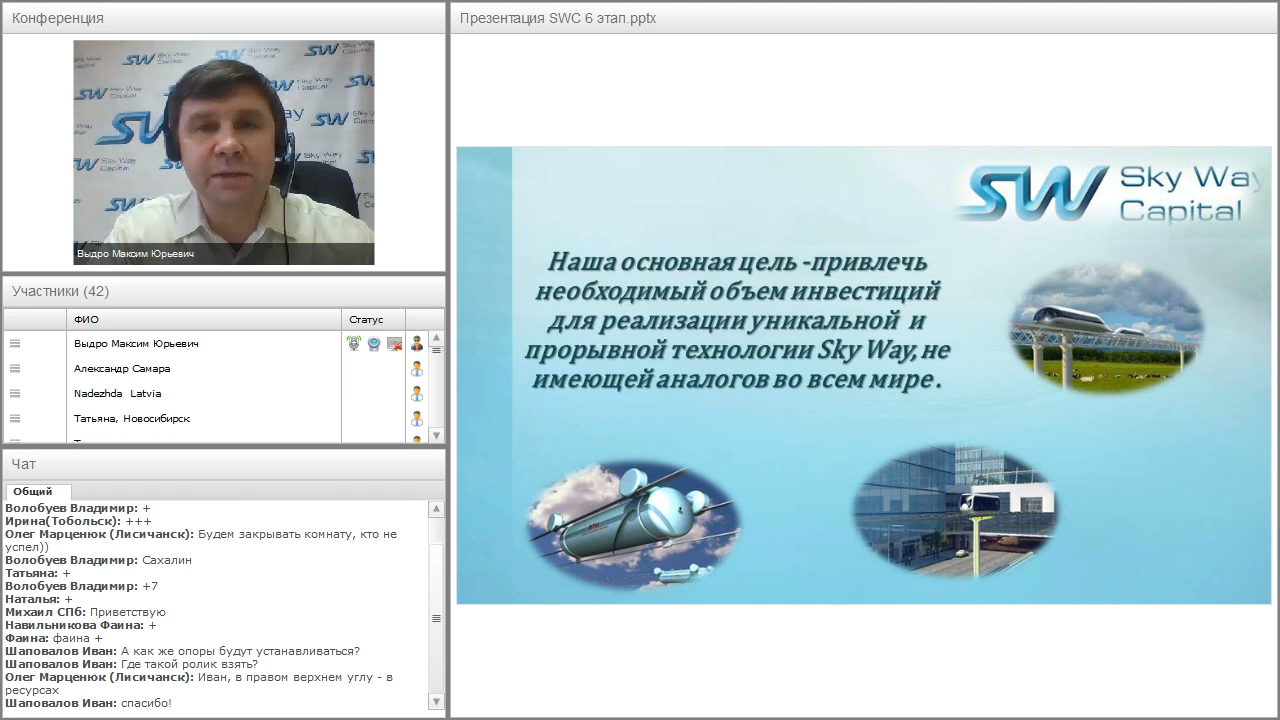 Конференция
SW Sky Way
Capital
Выдро Максим Юрьевич
Участники (42)
ФИО Статус
Выдро Максим Юрьевич
Александр Самара
Nadezhda Latvia
Татьяна, Новосибирск
Чат
Общий
Волобуев Владимир: +
Ирина(Тобольск): +++
Олег Марценюк (Лисичанск): Будем закрывать комнату, кто не
успел))
Волобуев Владимир: Сахалин
Татьяна: +
Волобуев Владимир: +7
Наталья: +
Михаил СПб: Приветствую
Навильникова Фаина: +
Фаина: фаина +
Шаповалов Иван: А как же опоры будут устанавливаться?
Шаповалов Иван: Где такой ролик взять?
Олег Марценюк (Лисичанск): Иван, в правом верхнем углу - в
ресурсах
Шаповалов Иван: спасибо!
Презентация SWC 6 этап.pptx
SW Sky Way
Capital
Наша основная цель -привлечь
необходимый объем инвестиций
для реализации уникальной и
прорывной технологии Sky Way, не
имеющей аналогов во всем мире .